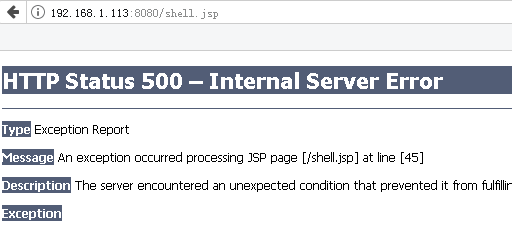 192.168.1.113:8080/shell.jsp
HTTP Status 500 – Internal Server Error
Type Exception Report
Message An exception occurred processing JSP page [/shell.jsp] at line [45]
Description The server encountered an unexpected condition that prevented it from
Exception